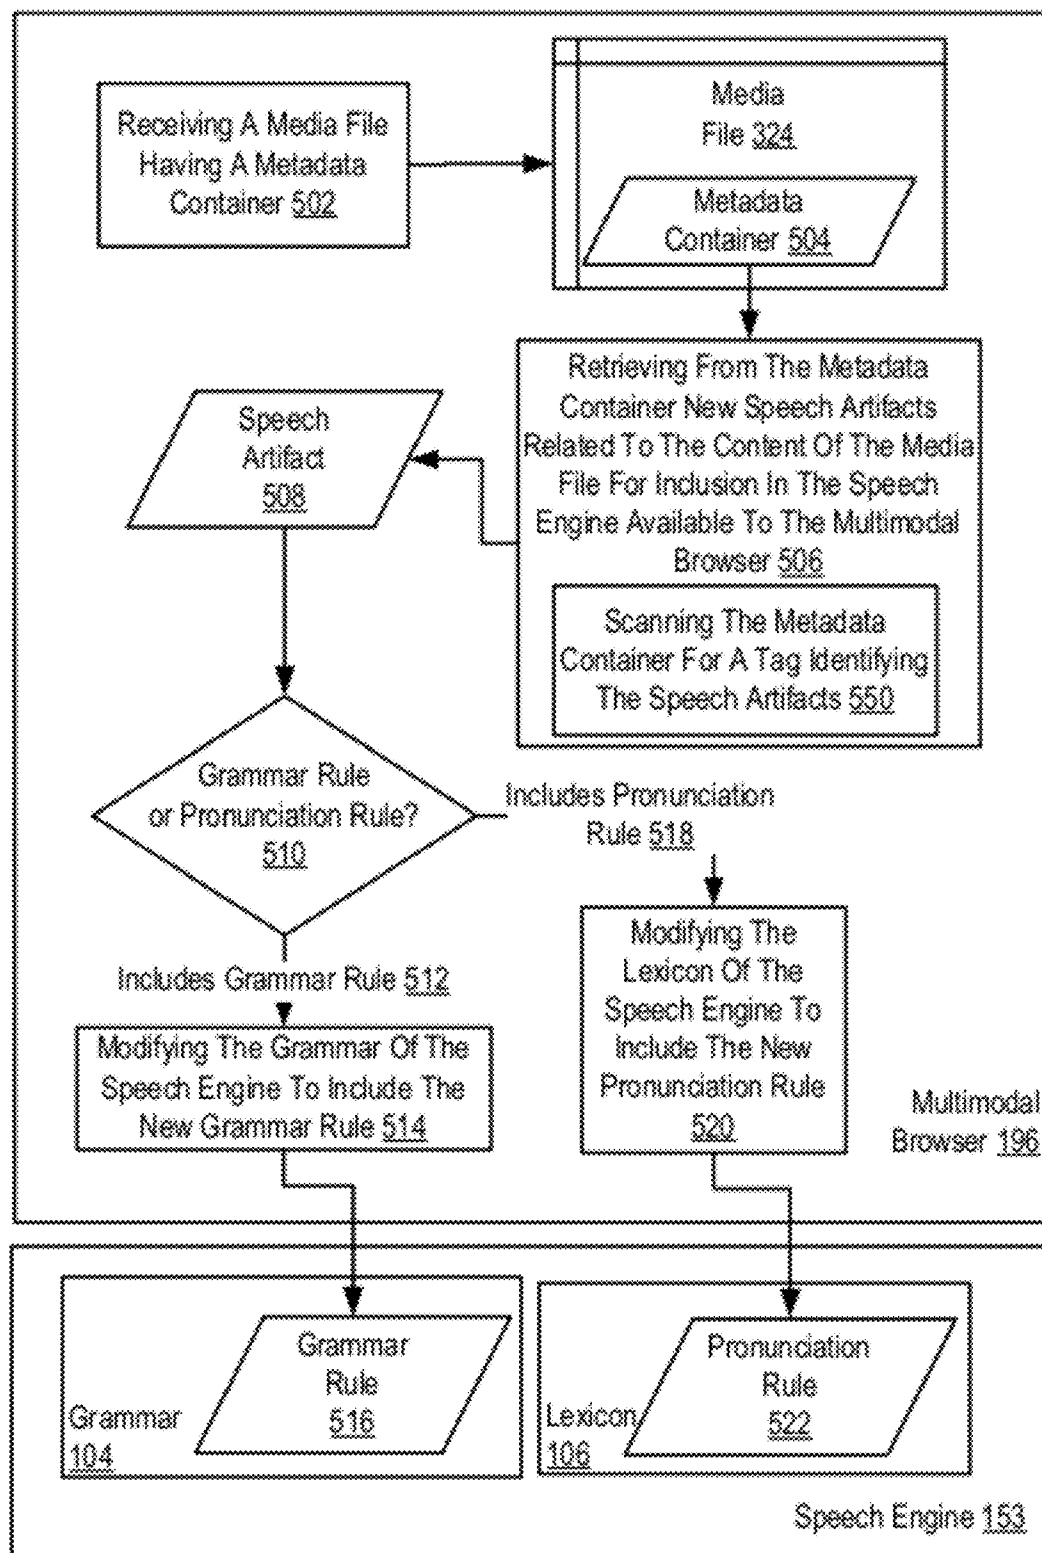 Receiving A Media File
Having A Metadata
Container 502
Media
File 324
Metadata
Container 504
Retrieving From The Metadata
Container New Speech Artifacts
Related To The Content Of The Media
File For Inclusion In The Speech
Engine Available To The Multimodal
Browser 506
Scanning The Metadata
Container For A Tag Identifying
The Speech Artifacts 550
Speech
Artifact
508
Grammar Rule
or Pronunciation Rule?
510
Includes Pronunciation
Rule 518
Includes Grammar Rule 512
Modifying The Grammar Of The
Speech Engine To Include The
New Grammar Rule 514
Modifying The
Lexicon Of The
Speech Engine To
Include The New
Pronunciation Rule
520
Multimodal
Browser 196
Grammar
Rule
516
Grammar
104
Pronunciation
Rule
522
Lexicon
106
Speech Engine 153